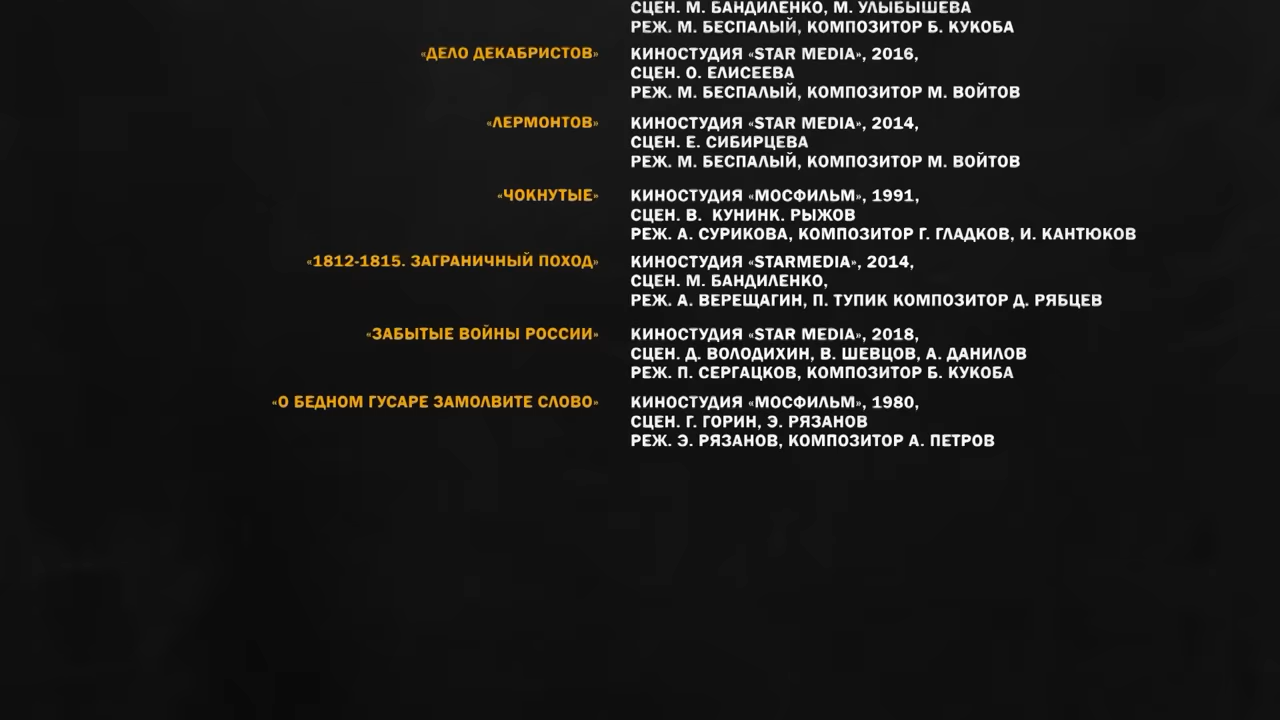 СЦЕН. М. БАНДИЛЕНКО, М. УЛЫБЫШЕВА
РЕЖ. М. БЕСПАЛЫЙ, КОМПОЗИТОР Б. КУКОБА
«ДЕЛО ДЕКАБРИСТОВ» КИНОСТУДИЯ «STAR MEDIA», 2016,
СЦЕН. О. ЕЛИСЕЕВА
РЕЖ. М. БЕСПАЛЫЙ, КОМПОЗИТОР М. ВОЙТОВ
«ЛЕРМОНТОВ» КИНОСТУДИЯ «STAR MEDIA», 2014,
СЦЕН. Е. СИБИРЦЕВА
РЕЖ. М. БЕСПАЛЫЙ, КОМПОЗИТОР М. ВОЙТОВ
«ЧОКНУТЫЕ» КИНОСТУДИЯ «МОСФИЛЬМ», 1991,
СЦЕН. В. КУНИНК. РЫЖОВ
РЕЖ. А. СУРИКОВА, КОМПОЗИТОР Г. ГЛАДКОВ, И. КАНТЮКОВ
«1812-1815. ЗАГРАНИЧНЫЙ ПОХОД» КИНОСТУДИЯ «STARMEDIA», 2014,
СЦЕН. М. БАНДИЛЕНКО,
РЕЖ. А. ВЕРЕЩАГИН, П. ТУПИК КОМПОЗИТОР Д. РЯБЦЕВ
«ЗАБЫТЫЕ ВОЙНЫ РОССИИ» КИНОСТУДИЯ «STAR MEDIA», 2018,
СЦЕН. Д. ВОЛОДИХИН, В. ШЕВЦОВ, А. ДАНИЛОВ
РЕЖ. П. СЕРГАЦКОВ, КОМПОЗИТОР Б. КУКОБА
«О БЕДНОМ ГУСАРЕ ЗАМОЛВИТЕ СЛОВО» КИНОСТУДИЯ «МОСФИЛЬМ», 1980,
СЦЕН. Г. ГОРИН, Э. РЯЗАНОВ
РЕЖ. Э. РЯЗАНОВ, КОМПОЗИТОР А. ПЕТРОВ